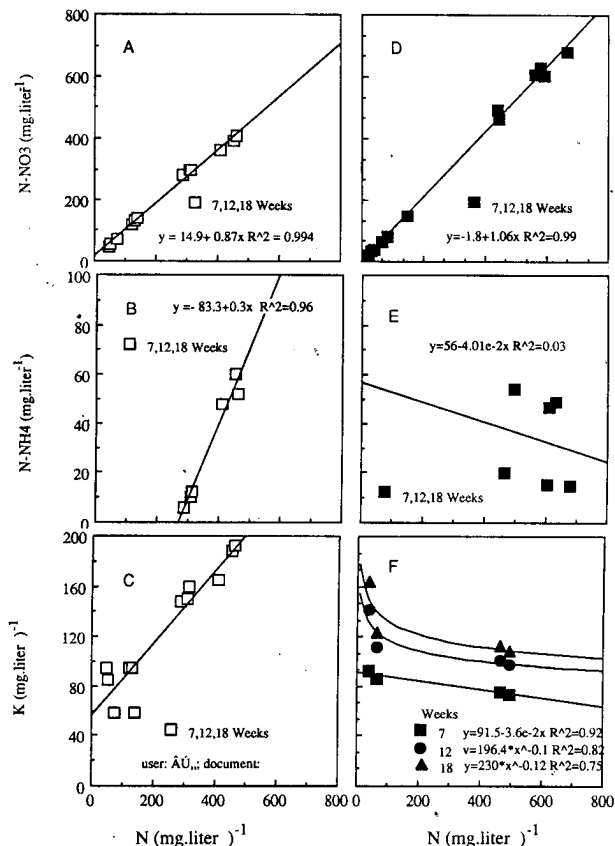 800
600
400
200
0
N-NO3 (mg.liter⁻¹)
A
7,12,18 Weeks
y = 14.9+ 0.87x R^2 = 0.994
D
7,12,18 Weeks
y=-1.8+1.06x R^2=0.99
100
80
60
40
20
0
N-NH4 (mg.liter⁻¹)
B
y=- 83.3+0.3x R^2=0.96
7,12,18 Weeks
E
y=56-4.01e-2x R^2=0.03
7,12,18 Weeks
200
160
120
80
40
0
K (mg.liter )⁻¹
C
7,12,18 Weeks
user: ÂÚ,,; document:
F
Weeks
7 y=91.5-3.6e-2x R^2=0.92
12 v=196.4*x^-0.1 R^2=0.82
18 y=230*x^-0.12 R^2=0.75
0 200 400 600 800
0 200 400 600 800
N (mg.liter )⁻¹
N (mg.liter )⁻¹